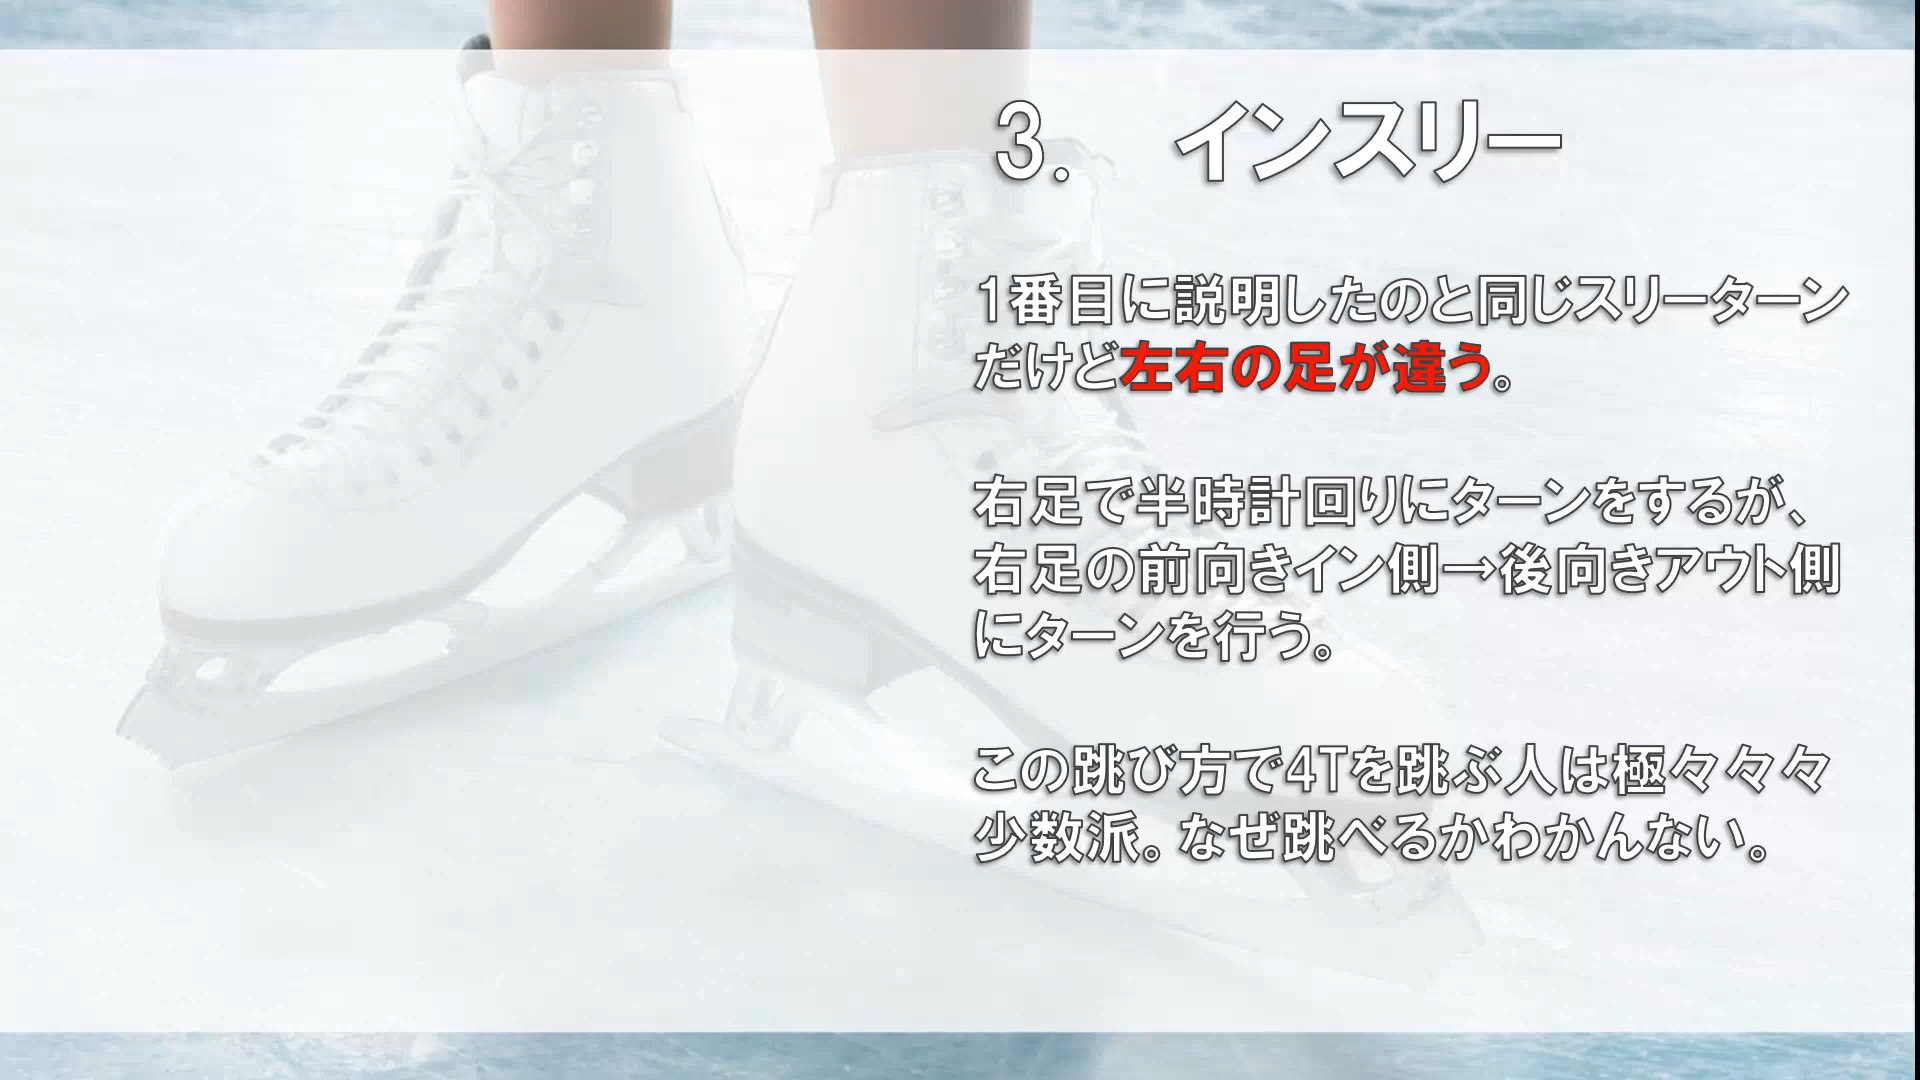 3.　インスリー
1番目に説明したのと同じスリーターン
だけど左右の足が違う。
右足で半時計回りにターンをするが、
右足の前向きイン側→後向きアウト側
にターンを行う。
この跳び方で4Tを跳ぶ人は極々々々
少数派。なぜ跳べるかわかんない。